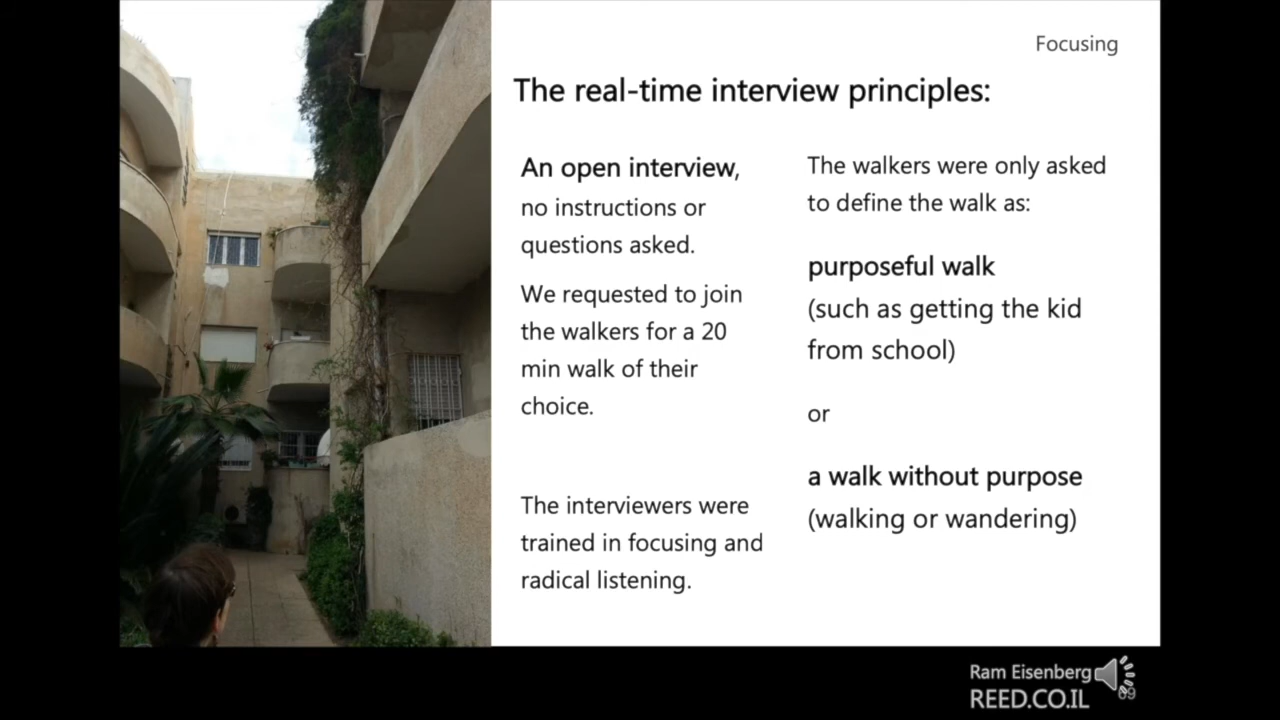 Focusing
The real-time interview principles:
An open interview,
no instructions or
questions asked.
We requested to join
the walkers for a 20
min walk of their
choice.
The interviewers were
trained in focusing and
radical listening.
The walkers were only asked
to define the walk as:
purposeful walk
(such as getting the kid
from school)
or
a walk without purpose
(walking or wandering)
Ram Eisenberg
REED.CO.IL